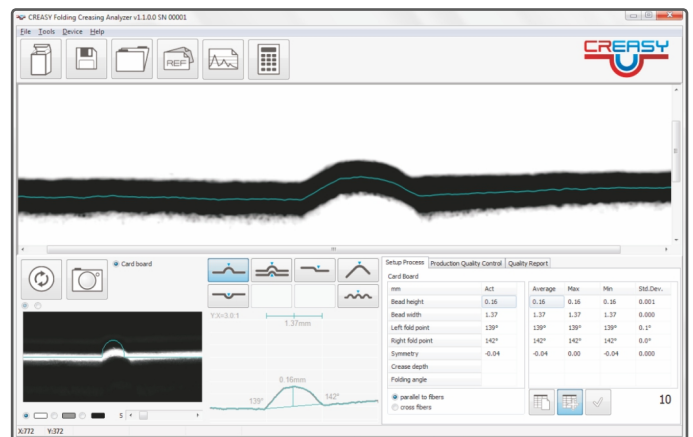 CREASY Folding Creasing Analyzer v1.1.0.0 SN 00001
File Tools Device Help
REF
CREASY
Card board
Y:X=3.0:1
1.37mm
0.16mm
139°
142°
5
X:772 Y:372
Setup Process Production Quality Control Quality Report
Card Board
mm Act Average Max Min Std.Dev.
Bead height 0.16 0.16 0.16 0.16 0.001
Bead width 1.37 1.37 1.37 1.37 0.000
Left fold point 139° 139° 139° 139° 0.1°
Right fold point 142° 142° 142° 142° 0.0°
Symmetry -0.04 -0.04 0.00 -0.04 0.000
Crease depth
Folding angle
parallel to fibers
cross fibers
10